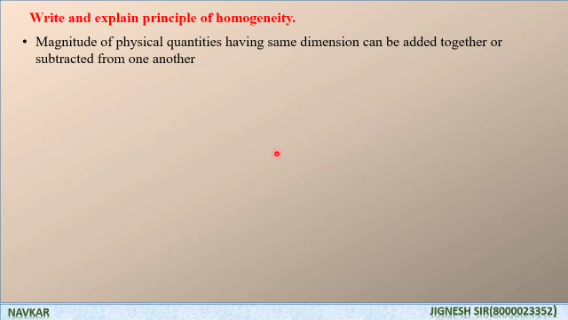 Write and explain principle of homogeneity.
• Magnitude of physical quantities having same dimension can be added together or
subtracted from one another
NAVKAR
JIGNESH SIR(8000023352)